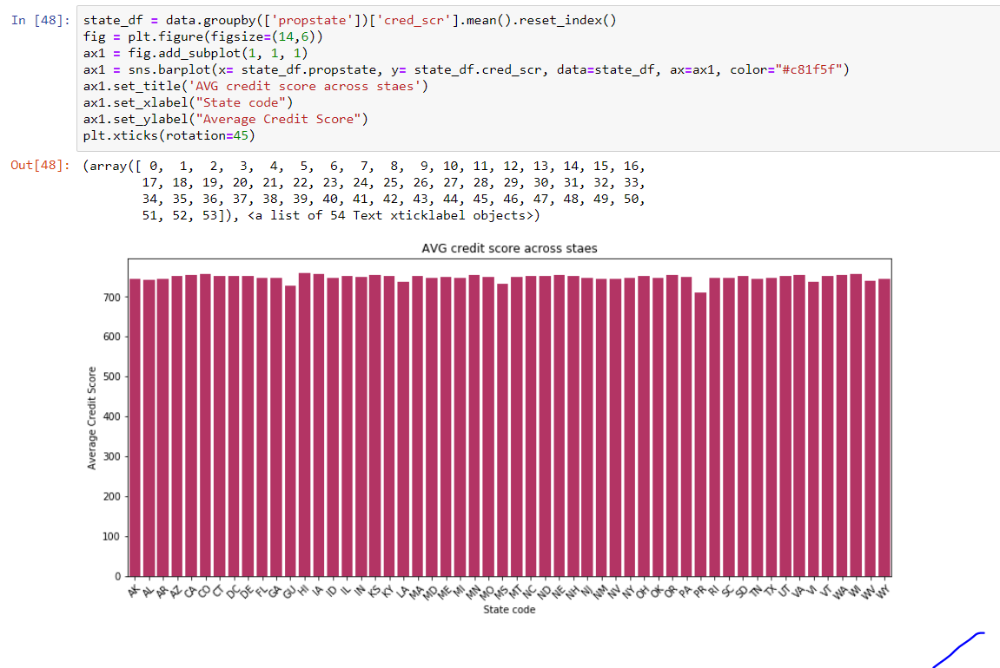 In [48]: state_df = data.groupby(['propstate'])['cred_scr'].mean().reset_index()
fig = plt.figure(figsize=(14,6))
ax1 = fig.add_subplot(1, 1, 1)
ax1 = sns.barplot(x= state_df.propstate, y= state_df.cred_scr, data=state_df, ax=ax1, color="#c81f5f")
ax1.set_title('AVG credit score across staes')
ax1.set_xlabel("State code")
ax1.set_ylabel("Average Credit Score")
plt.xticks(rotation=45)
Out[48]: (array([ 0, 1, 2, 3, 4, 5, 6, 7, 8, 9, 10, 11, 12, 13, 14, 15, 16,
17, 18, 19, 20, 21, 22, 23, 24, 25, 26, 27, 28, 29, 30, 31, 32, 33,
34, 35, 36, 37, 38, 39, 40, 41, 42, 43, 44, 45, 46, 47, 48, 49, 50,
51, 52, 53]), <a list of 54 Text xticklabel objects>)
AVG credit score across staes
Average Credit Score
700
600
500
400
300
200
100
0
AK AL AR AZ CA CO CT DC DE FL GA GU HI IA ID IL IN KS KY LA MA MD ME MI MN MO MS MT NC ND NE NH NJ NM NV NY OH OK OR PA PR RI SC SD TN TX UT VA VI VT WA WI WV WY
State code